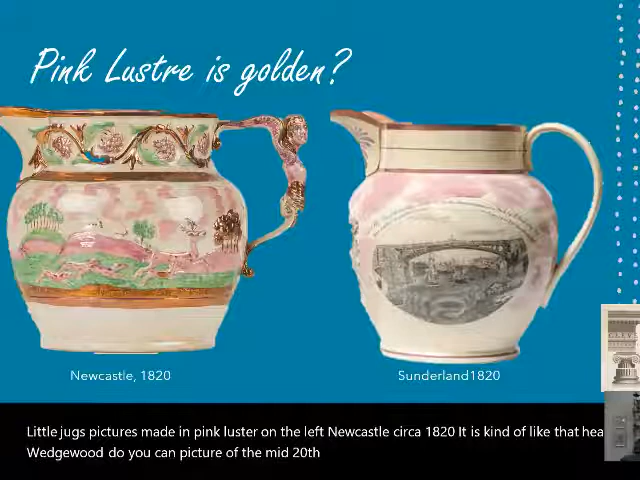 Pink Lustre is golden?
Newcastle, 1820
Sunderland1820
Little jugs pictures made in pink luster on the left Newcastle circa 1820 It is kind of like that hea
Wedgewood do you can picture of the mid 20th